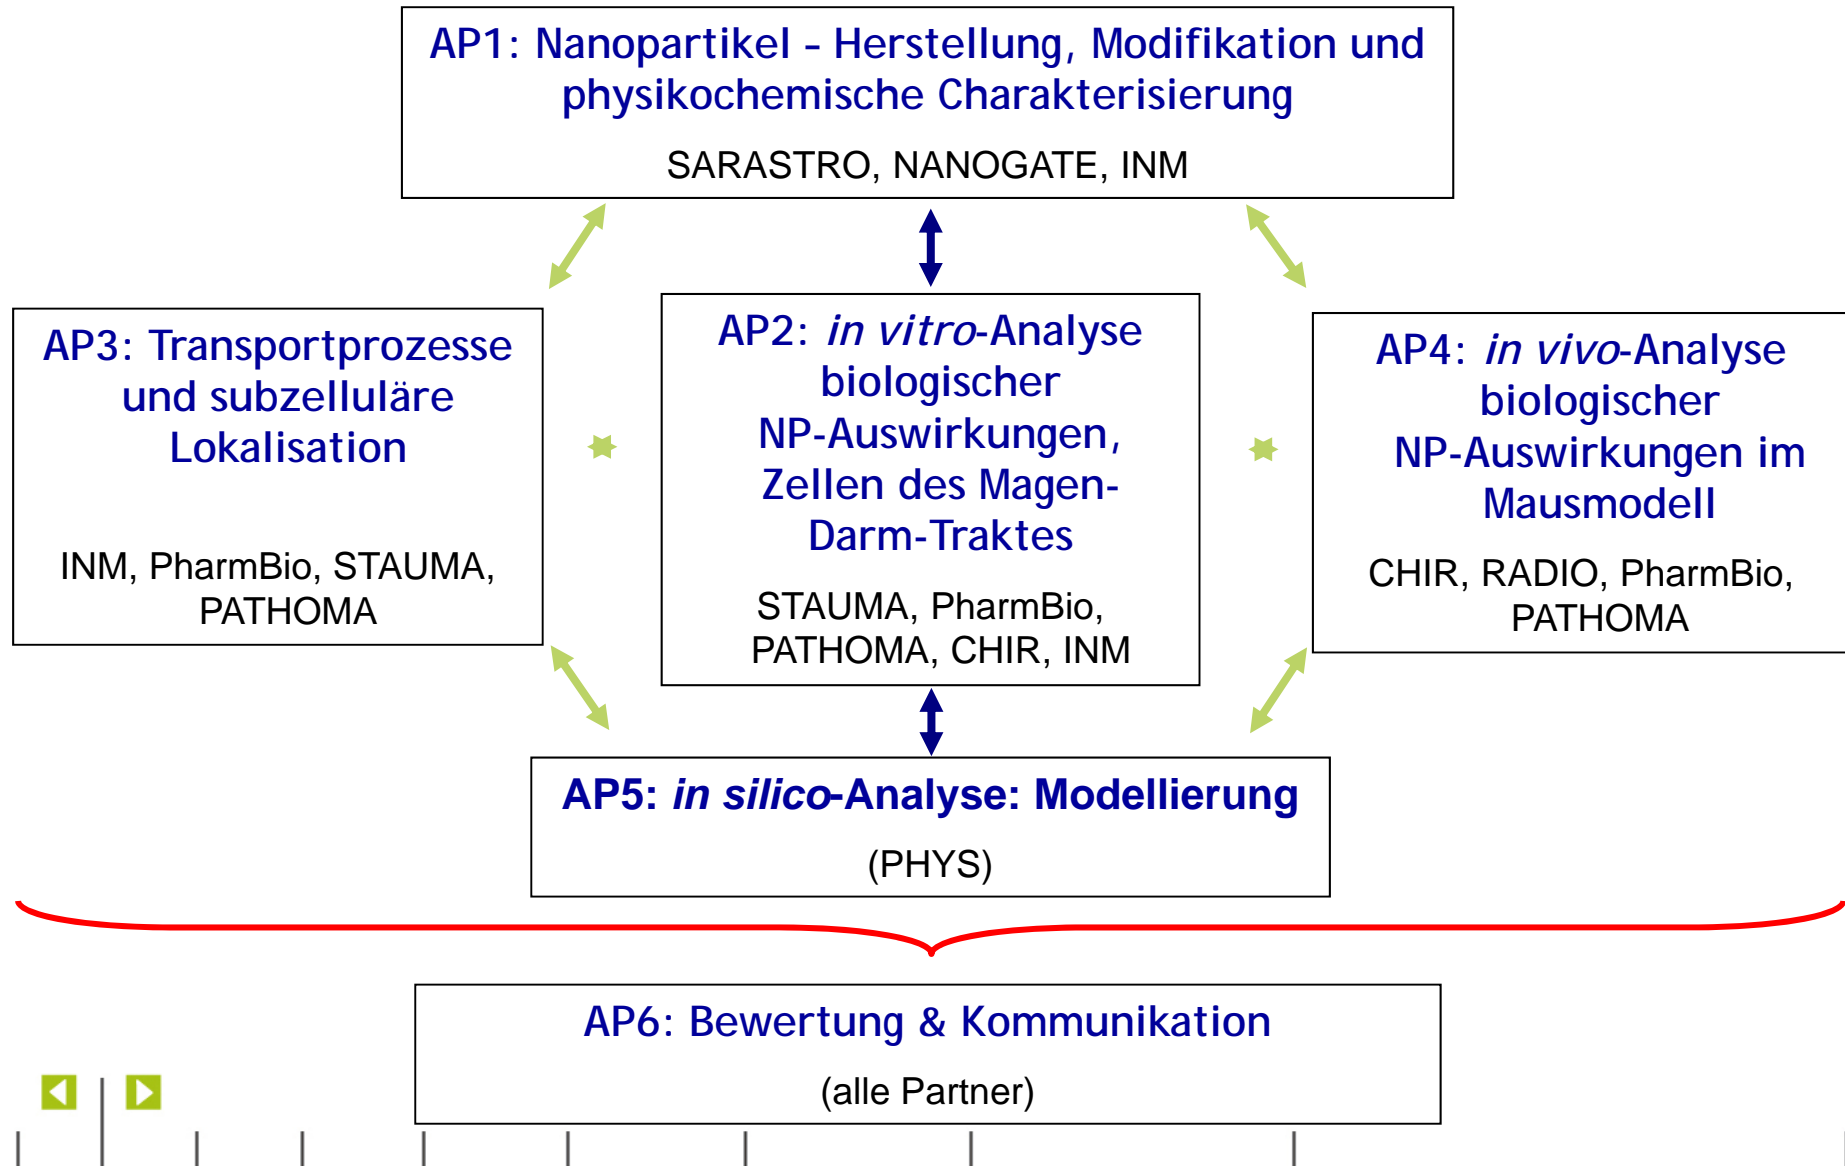 AP1: Nanopartikel - Herstellung, Modifikation und
physikochemische Charakterisierung
SARASTRO, NANOGATE, INM
AP3: Transportprozesse
und subzelluläre
Lokalisation
INM, PharmBio, STAUMA,
PATHOMA
AP2: in vitro-Analyse
biologischer
NP-Auswirkungen,
Zellen des Magen-
Darm-Traktes
STAUMA, PharmBio,
PATHOMA, CHIR, INM
AP4: in vivo-Analyse
biologischer
NP-Auswirkungen im
Mausmodell
CHIR, RADIO, PharmBio,
PATHOMA
AP5: in silico-Analyse: Modellierung
(PHYS)
AP6: Bewertung & Kommunikation
(alle Partner)